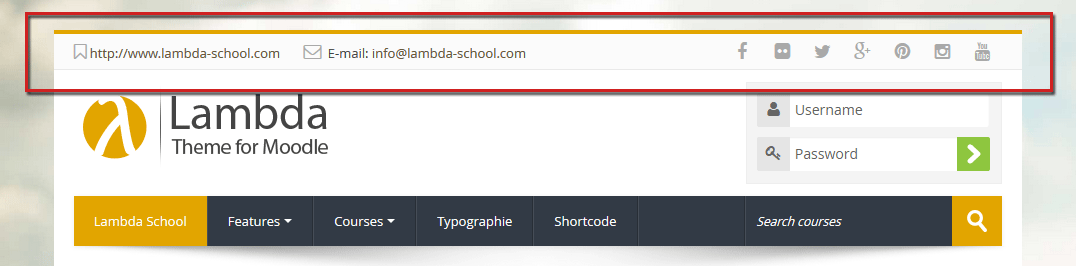 http://www.lambda-school.com E-mail: info@lambda-school.com f g+ You Tube
λ Lambda
Theme for Moodle
Username
Password
Lambda School Features Courses Typographie Shortcode Search courses